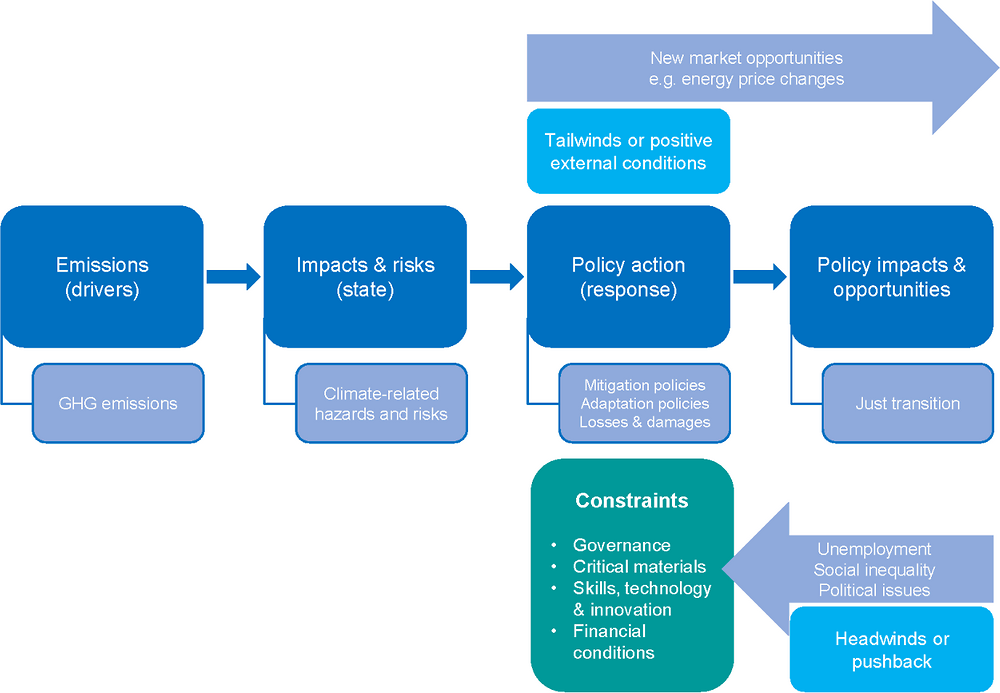 New market opportunities
e.g. energy price changes
Tailwinds or positive
external conditions
Emissions
(drivers)
Impacts & risks
(state)
Policy action
(response)
Policy impacts &
opportunities
GHG emissions
Climate-related
hazards and risks
Mitigation policies
Adaptation policies
Losses & damages
Just transition
Constraints
• Governance
• Critical materials
• Skills, technology
& innovation
• Financial
conditions
Unemployment
Social inequality
Political issues
Headwinds or
pushback